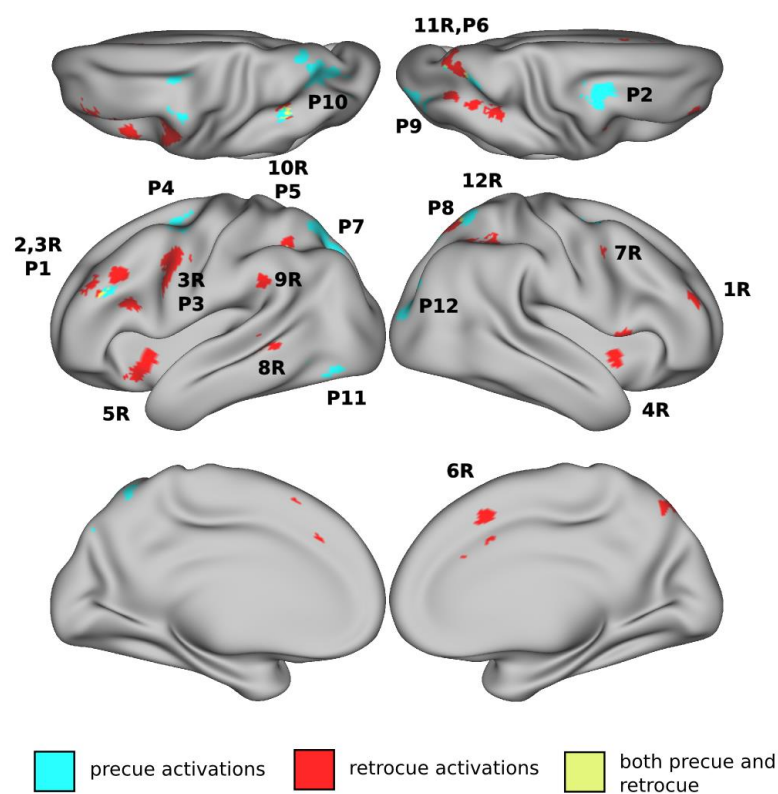 11R,P6
P10
P2
P9
10R
P5
P4
12R
P8
P7
2,3R
P1
3R
P3
9R
7R
1R
P12
8R
P11
5R
4R
6R
precue activations
retrocue activations
both precue and
retrocue